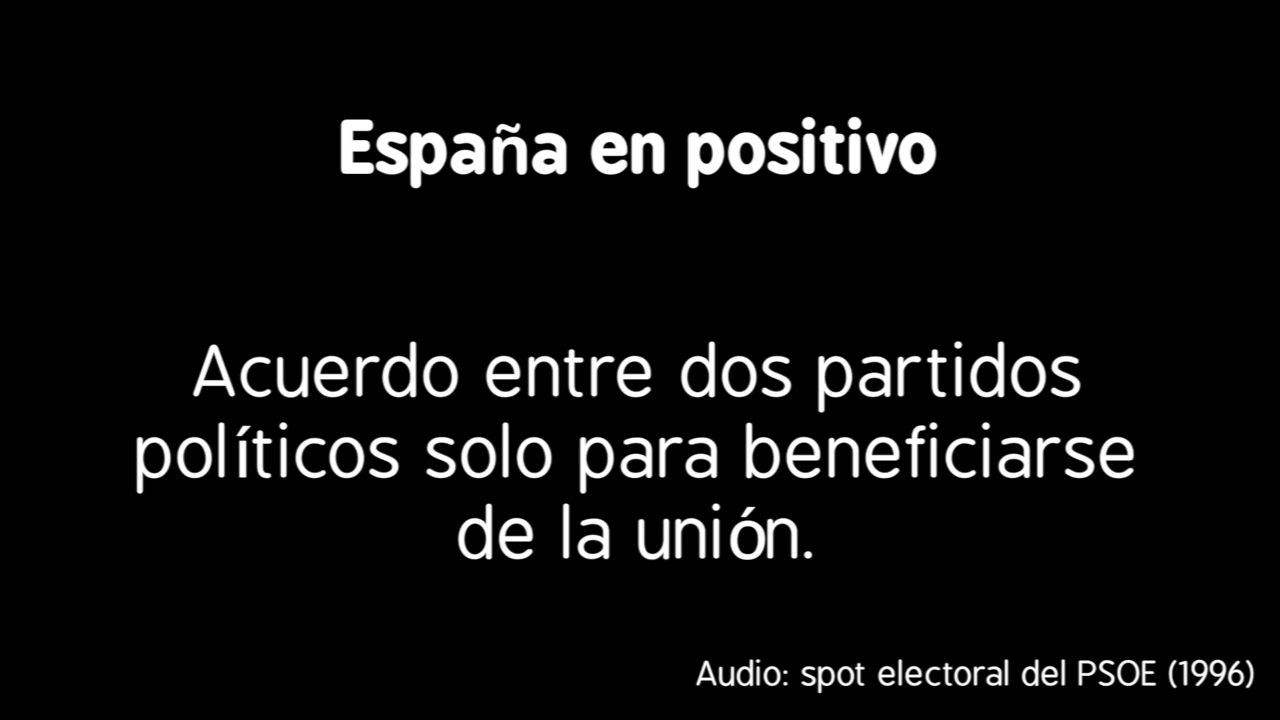 España en positivo
Acuerdo entre dos partidos
políticos solo para beneficiarse
de la unión.
Audio: spot electoral del PSOE (1996)